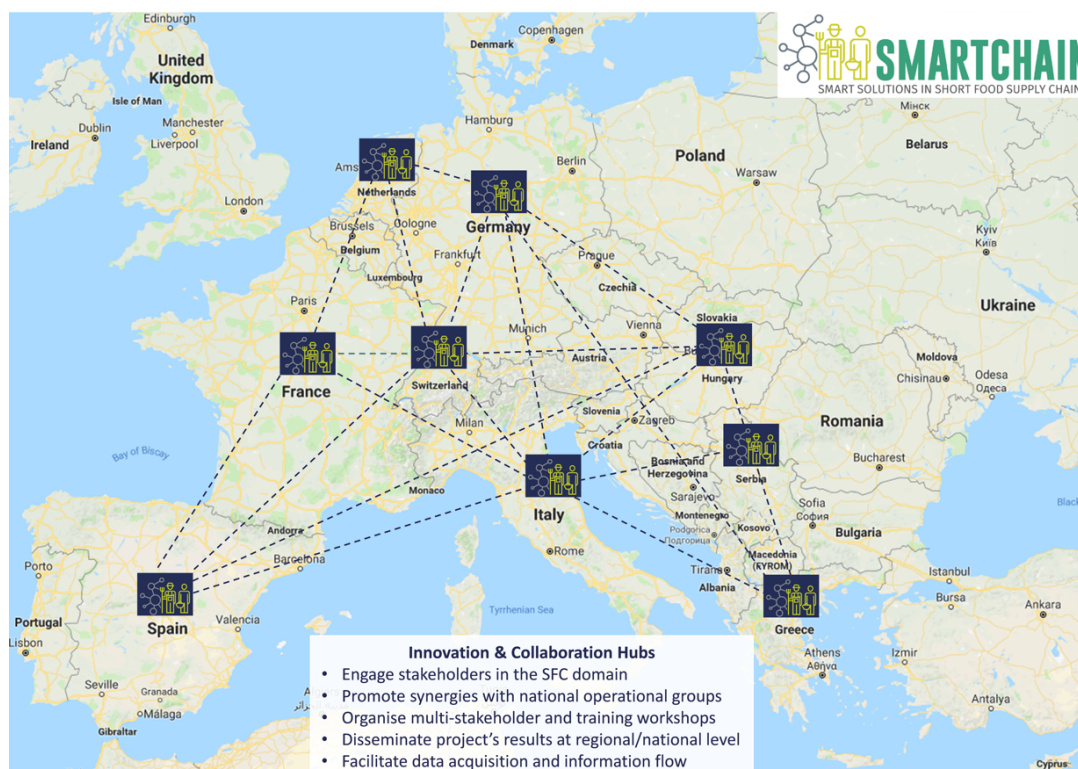 Edinburgh
Copenhagen
Denmark
United
Kingdom
SMARTCHAIN
SMART SOLUTIONS IN SHORT FOOD SUPPLY CHAIN
Isle of Man
Hamburg
Мінск
Dublin
Manchester
Belarus
Ireland
Liverpool
Poland
Berlin
Warsaw
Netherlands
London
Germany
Brussels
Cologne
Belgium
Kyiv
Київ
Frankfurt
Prague
Luxembourg
Czechia
Ukraine
Paris
Slovakia
Munich
Vienna
Austria
Moldova
France
Switzerland
Hungary
Chisinau
Odesa
Одеса
Slovenia
Zagreb
Milan
Romania
Croatia
Bay of Biscay
Bosnia and
Herzegovina
Serbia
Bucharest
Monaco
Sarajevo
Italy
Montenegro
Sofia
София
Andorra
Kosovo
Podgorica
Подгорица
Bulgaria
Rome
Macedonia
(FYROM)
Porto
Barcelona
Tirana
Albania
Istanbul
Bursa
Ankara
Tyrrhenian Sea
Portugal
Spain
Valencia
Greece
Lisbon
Athens
Αθήνα
Izmir
Seville
Granada
Málaga
Antalya
Gibraltar
Cyprus
Innovation & Collaboration Hubs
• Engage stakeholders in the SFC domain
• Promote synergies with national operational groups
• Organise multi-stakeholder and training workshops
• Disseminate project's results at regional/national level
• Facilitate data acquisition and information flow